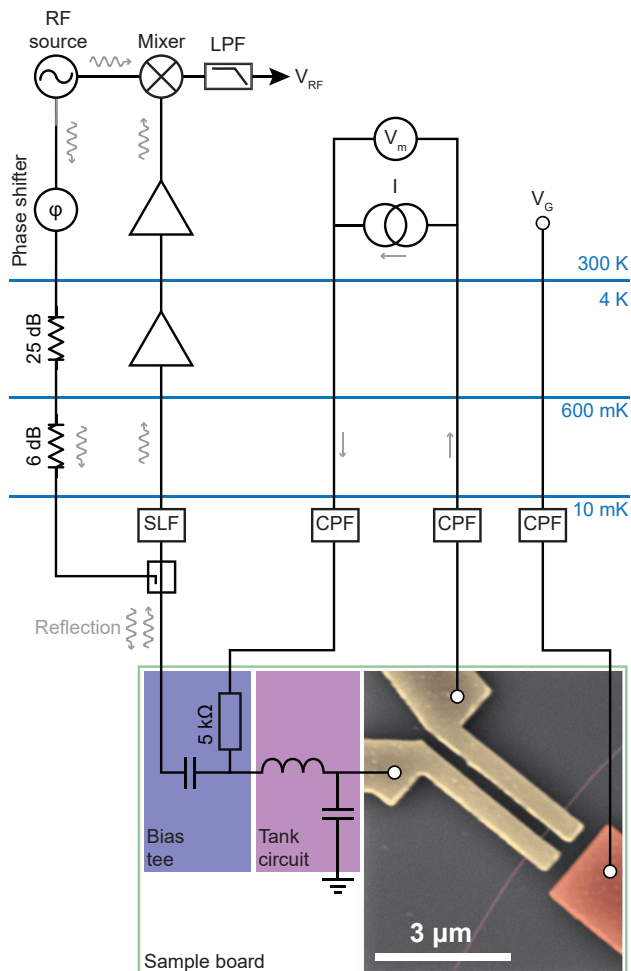 RF
source
Mixer
LPF
V_RF
Phase shifter
φ
V_m
I
V_G
300 K
4 K
25 dB
600 mK
6 dB
10 mK
SLF
CPF
CPF
CPF
Reflection
5 kΩ
Bias
tee
Tank
circuit
3 μm
Sample board